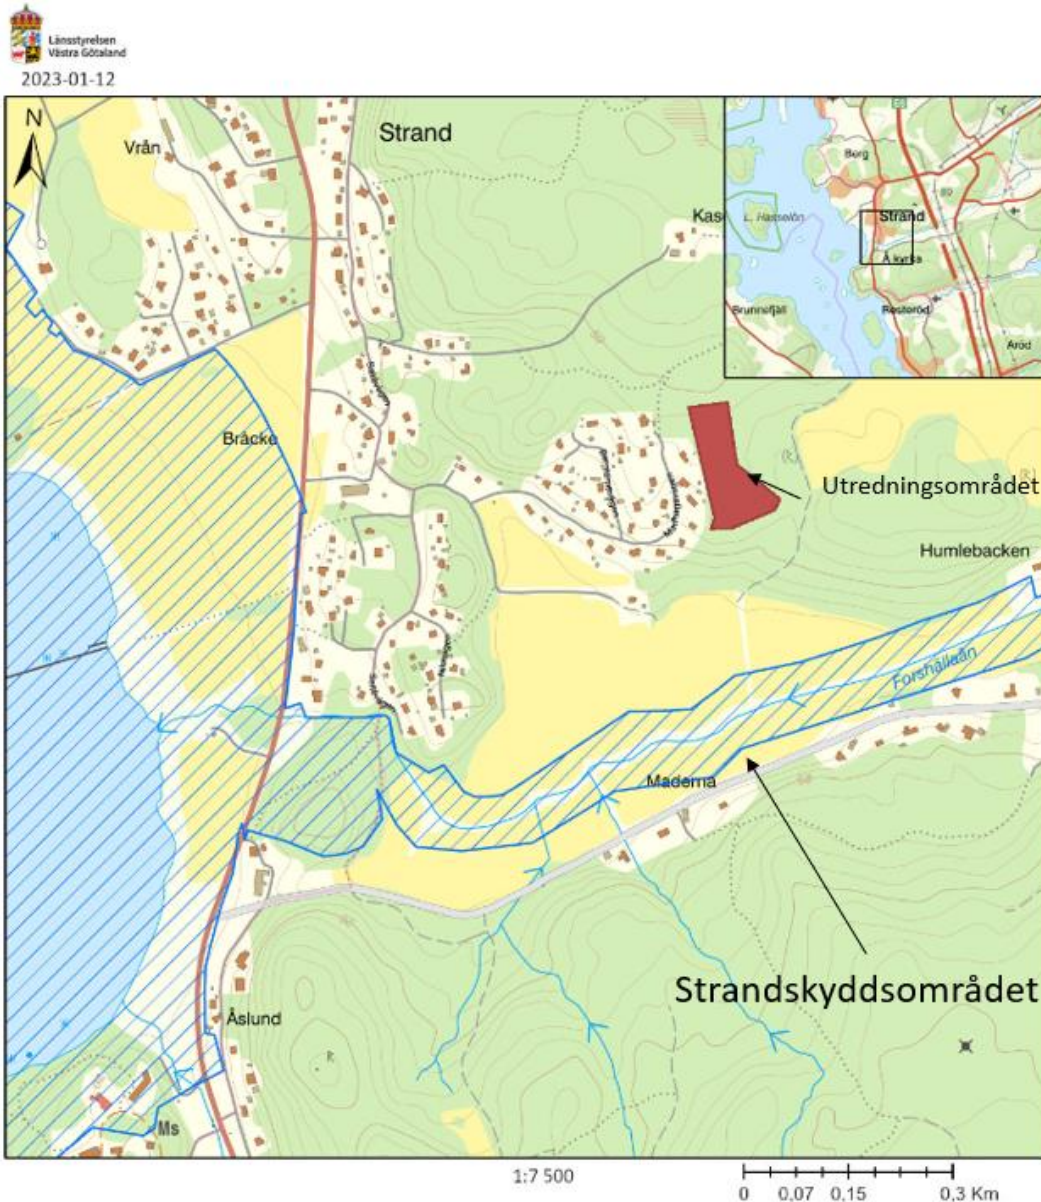 Länsstyrelsen
Västra Götaland
2023-01-12
N
Vrån
Strand
Kas
Berg
L. Hasselön
Strand
Å kyrka
Brunnefjäll
Resteröd
Aröd
Bräcke
Utredningsområdet
Humlebacken
Forshällaån
Maderna
Strandskyddsområdet
Åslund
R
Ms
1:7 500
0 0,07 0,15 0,3 Km